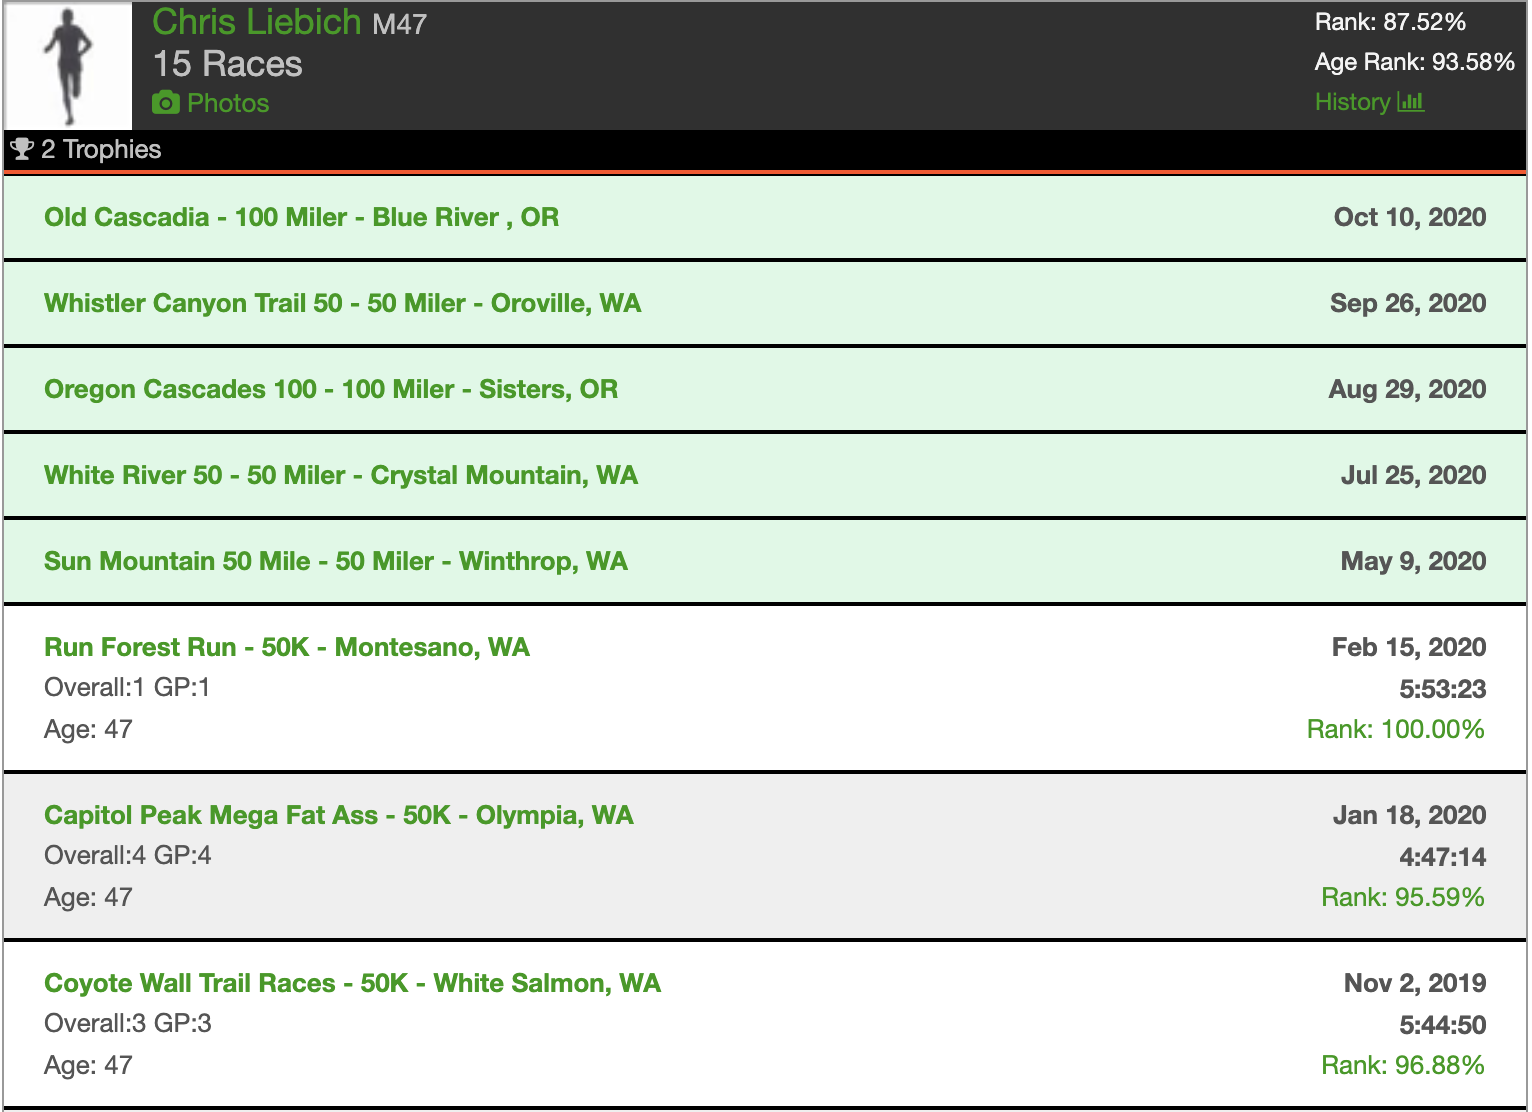 Chris Liebich M47
15 Races
Photos
Rank: 87.52%
Age Rank: 93.58%
History
2 Trophies
Old Cascadia - 100 Miler - Blue River , OR
Oct 10, 2020
Whistler Canyon Trail 50 - 50 Miler - Oroville, WA
Sep 26, 2020
Oregon Cascades 100 - 100 Miler - Sisters, OR
Aug 29, 2020
White River 50 - 50 Miler - Crystal Mountain, WA
Jul 25, 2020
Sun Mountain 50 Mile - 50 Miler - Winthrop, WA
May 9, 2020
Run Forest Run - 50K - Montesano, WA
Feb 15, 2020
Overall:1 GP:1
5:53:23
Age: 47
Rank: 100.00%
Capitol Peak Mega Fat Ass - 50K - Olympia, WA
Jan 18, 2020
Overall:4 GP:4
4:47:14
Age: 47
Rank: 95.59%
Coyote Wall Trail Races - 50K - White Salmon, WA
Nov 2, 2019
Overall:3 GP:3
5:44:50
Age: 47
Rank: 96.88%